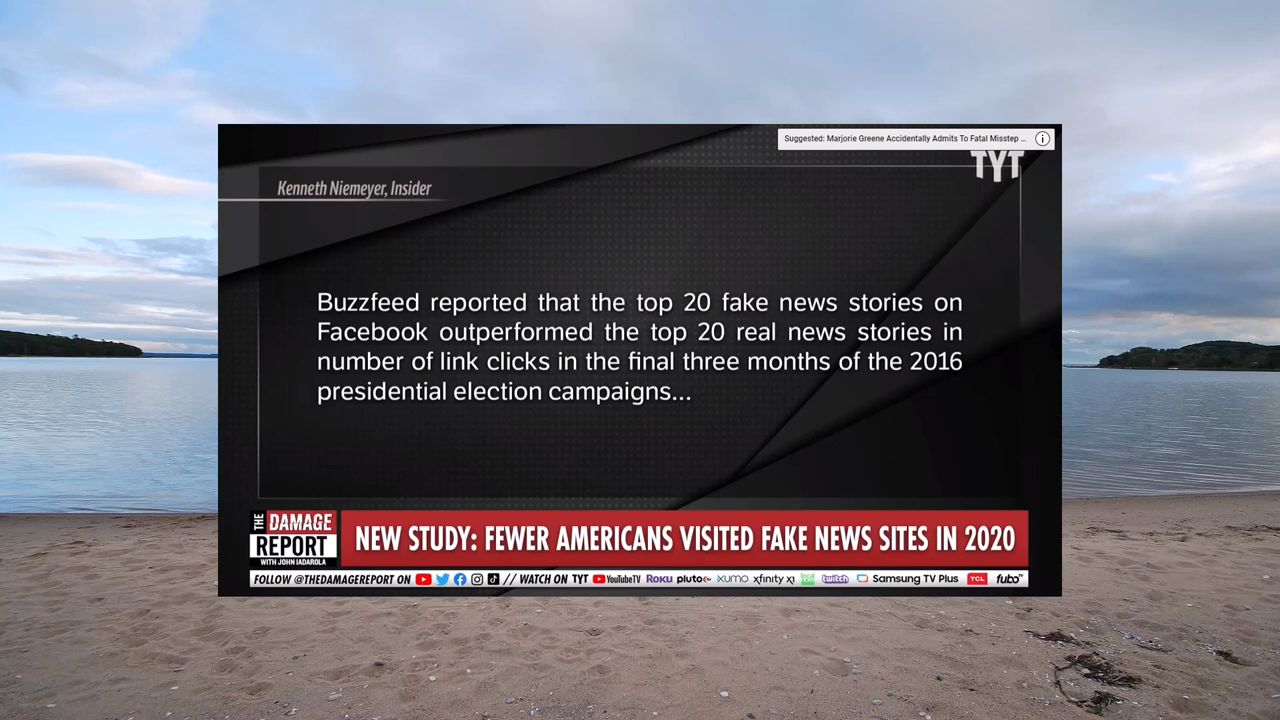 Suggested: Marjorie Greene Accidentally Admits To Fatal Misstep ...
TYT
Kenneth Niemeyer, Insider
Buzzfeed reported that the top 20 fake news stories on
Facebook outperformed the top 20 real news stories in
number of link clicks in the final three months of the 2016
presidential election campaigns...
THE DAMAGE
REPORT
WITH JOHN IADAROLA
NEW STUDY: FEWER AMERICANS VISITED FAKE NEWS SITES IN 2020
FOLLOW @THEDAMAGEREPORT ON // WATCH ON TYT YouTubeTV Roku pluto tv xumo xfinity x1 twitch Samsung TV Plus TCL fubo TV